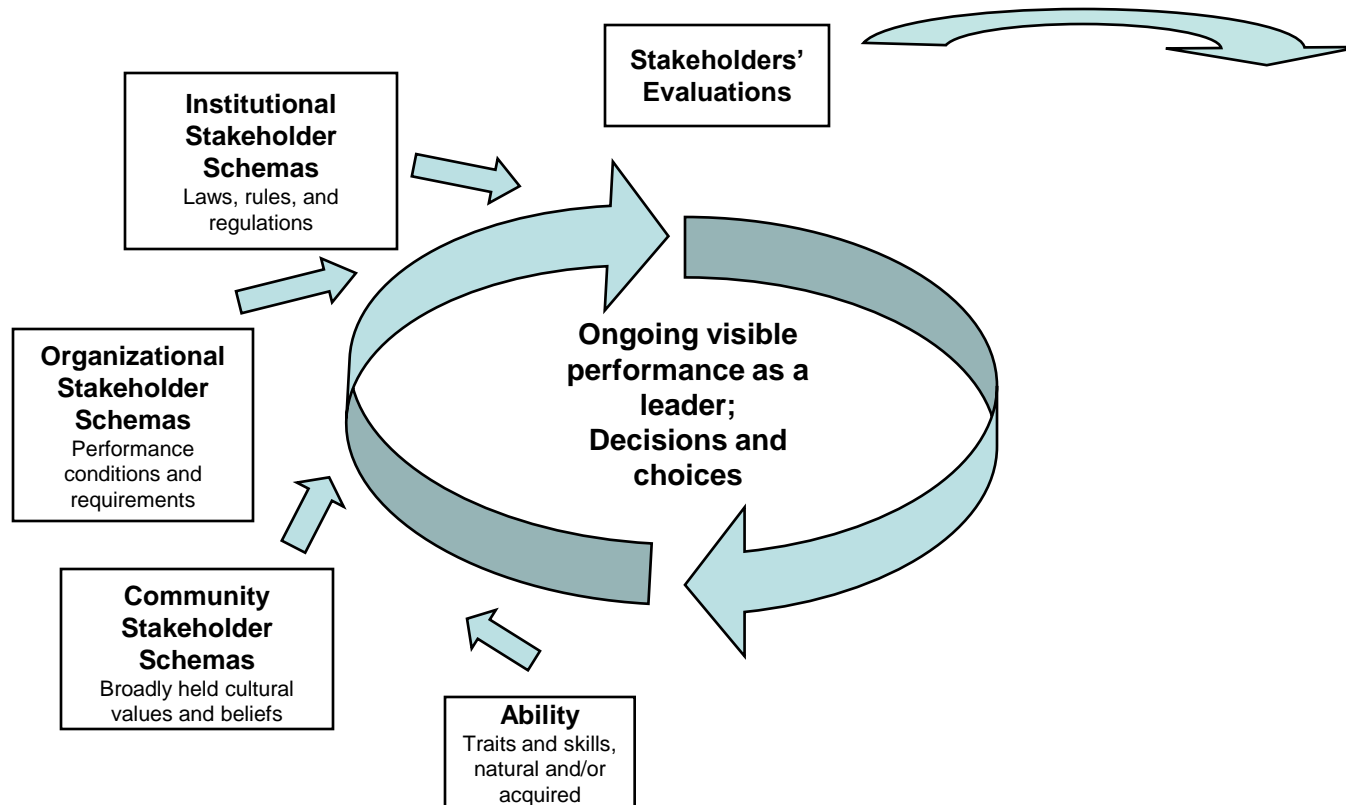 Stakeholders’
Evaluations
Institutional
Stakeholder
Schemas
Laws, rules, and
regulations
Organizational
Stakeholder
Schemas
Performance
conditions and
requirements
Ongoing visible
performance as a
leader;
Decisions and
choices
Community
Stakeholder
Schemas
Broadly held cultural
values and beliefs
Ability
Traits and skills,
natural and/or
acquired